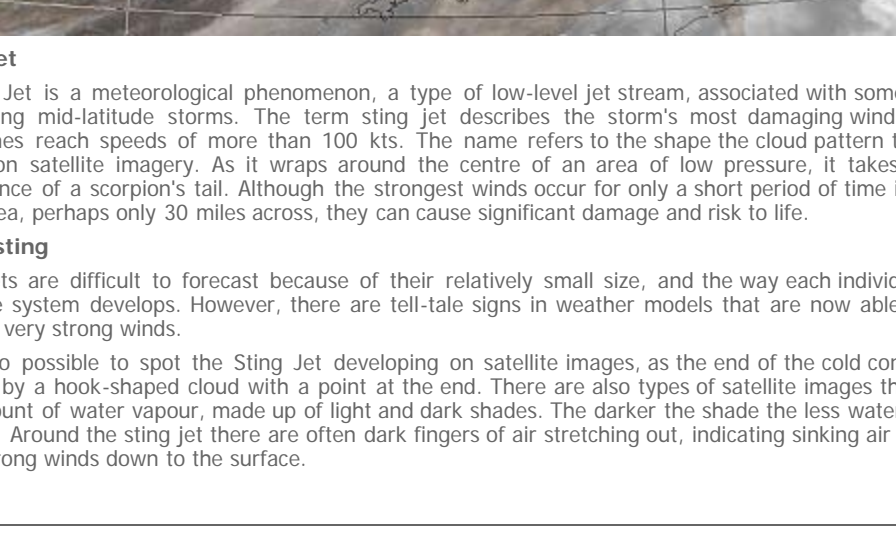 et
Jet is a meteorological phenomenon, a type of low-level jet stream, associated with som
ng mid-latitude storms. The term sting jet describes the storm's most damaging wind
es reach speeds of more than 100 kts. The name refers to the shape the cloud pattern t
on satellite imagery. As it wraps around the centre of an area of low pressure, it takes
nce of a scorpion's tail. Although the strongest winds occur for only a short period of time i
ea, perhaps only 30 miles across, they can cause significant damage and risk to life.
sting
ts are difficult to forecast because of their relatively small size, and the way each individ
e system develops. However, there are tell-tale signs in weather models that are now able
very strong winds.
o possible to spot the Sting Jet developing on satellite images, as the end of the cold con
by a hook-shaped cloud with a point at the end. There are also types of satellite images th
ount of water vapour, made up of light and dark shades. The darker the shade the less wate
Around the sting jet there are often dark fingers of air stretching out, indicating sinking air
ong winds down to the surface.